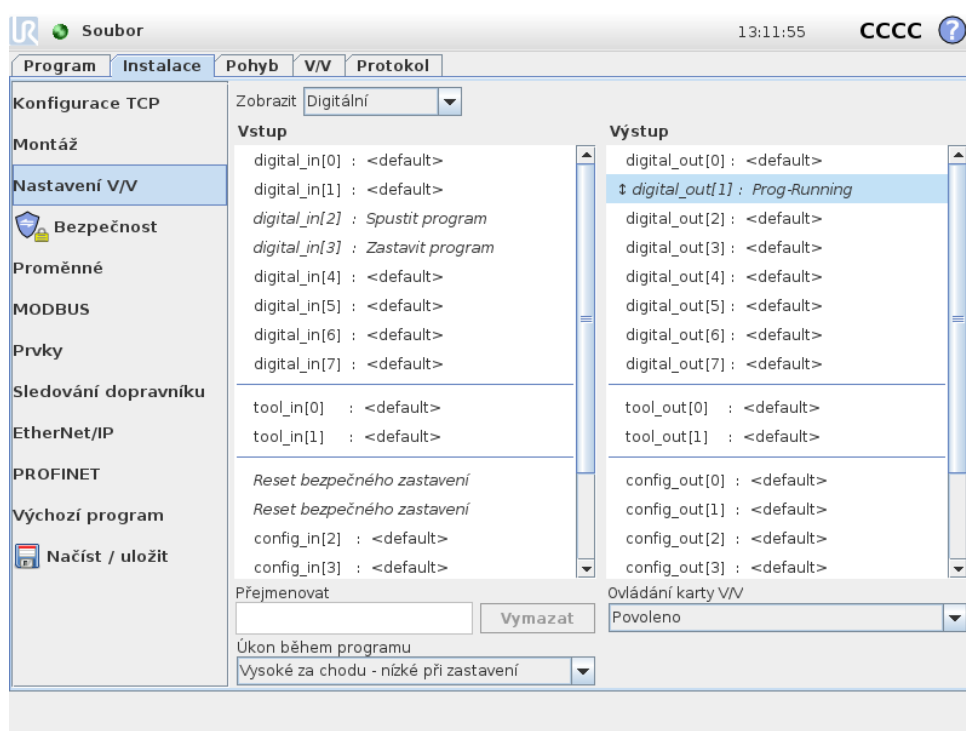 UR Soubor 13:11:55 CCCC ?
Program Instalace Pohyb V/V Protokol
Konfigurace TCP
Montáž
Nastavení V/V
Bezpečnost
Proměnné
MODBUS
Prvky
Sledování dopravníku
EtherNet/IP
PROFINET
Výchozí program
Načíst / uložit
Zobrazit Digitální
Vstup
digital_in[0] : <default>
digital_in[1] : <default>
digital_in[2] : Spustit program
digital_in[3] : Zastavit program
digital_in[4] : <default>
digital_in[5] : <default>
digital_in[6] : <default>
digital_in[7] : <default>
tool_in[0] : <default>
tool_in[1] : <default>
Reset bezpečného zastavení
Reset bezpečného zastavení
config_in[2] : <default>
config_in[3] : <default>
Přejmenovat
Vymazat
Úkon během programu
Vysoké za chodu - nízké při zastavení
Výstup
digital_out[0] : <default>
↕ digital_out[1] : Prog-Running
digital_out[2] : <default>
digital_out[3] : <default>
digital_out[4] : <default>
digital_out[5] : <default>
digital_out[6] : <default>
digital_out[7] : <default>
tool_out[0] : <default>
tool_out[1] : <default>
config_out[0] : <default>
config_out[1] : <default>
config_out[2] : <default>
config_out[3] : <default>
Ovládání karty V/V
Povoleno